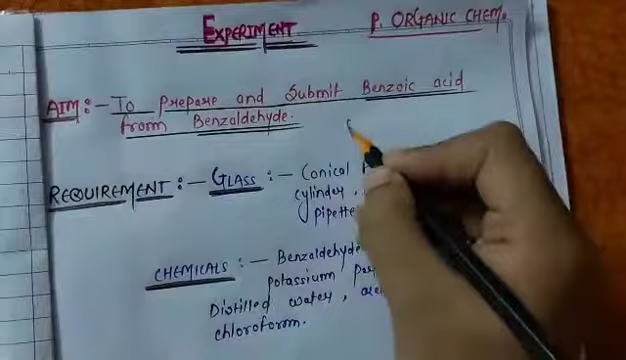 EXPERIMENT
P. ORGANIC CHEM.
AIM:- To Prepare and Submit Benzoic acid
from Benzaldehyde.
REQUIREMENT:- GLASS:- Conical
cylinder,
pipette
CHEMICALS:- Benzaldehyde
potassium
Distilled water,
chloroform.